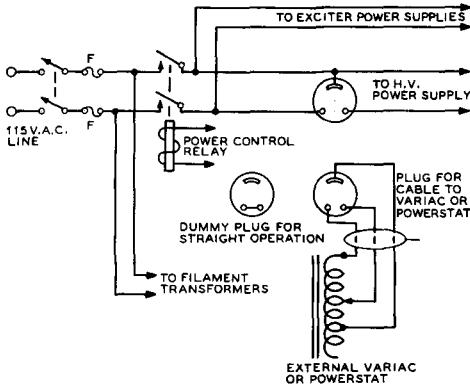 TO EXCITER POWER SUPPLIES
F
F
TO H.V.
POWER SUPPLY
115 V. A.C.
LINE
POWER CONTROL
RELAY
PLUG FOR
CABLE TO
VARIAC OR
POWERSTAT
DUMMY PLUG FOR
STRAIGHT OPERATION
TO FILAMENT
TRANSFORMERS
EXTERNAL VARIAC
OR POWERSTAT